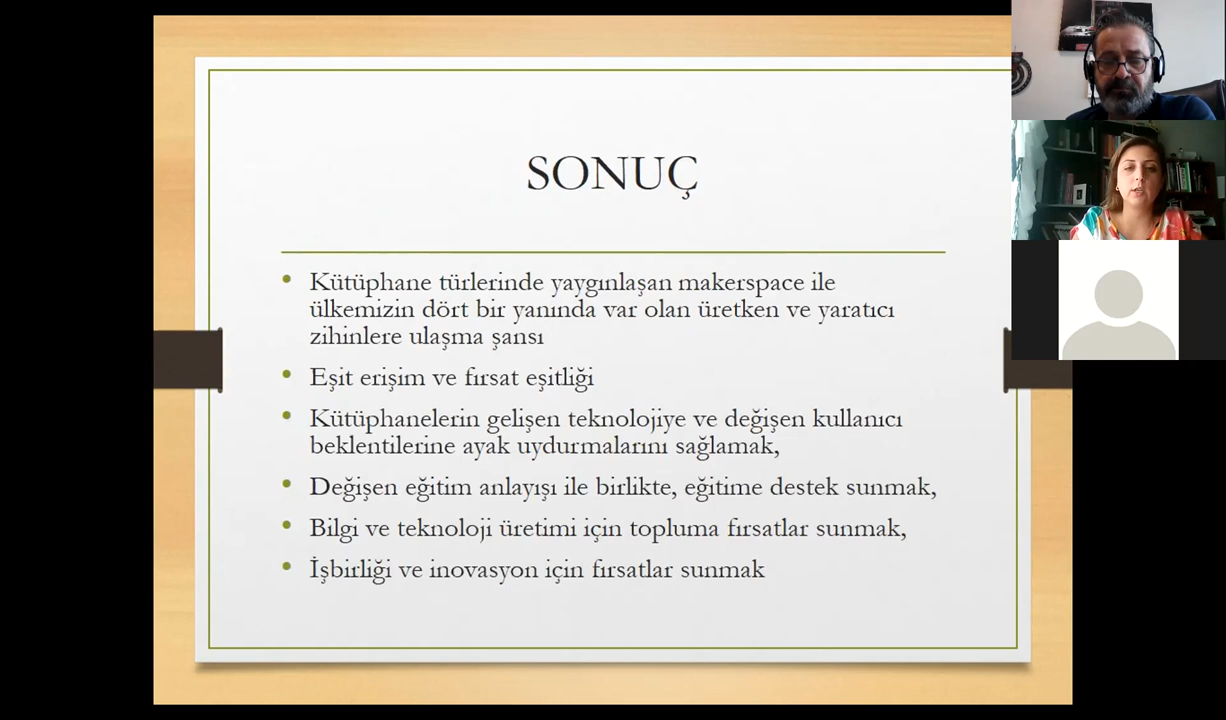 SONUÇ
• Kütüphane türlerinde yaygınlaşan makerspace ile
ülkemizin dört bir yanında var olan üretken ve yaratıcı
zihinlere ulaşma şansı
• Eşit erişim ve fırsat eşitliği
• Kütüphanelerin gelişen teknolojiye ve değişen kullanıcı
beklentilerine ayak uydurmalarını sağlamak,
• Değişen eğitim anlayışı ile birlikte, eğitime destek sunmak,
• Bilgi ve teknoloji üretimi için topluma fırsatlar sunmak,
• İşbirliği ve inovasyon için fırsatlar sunmak